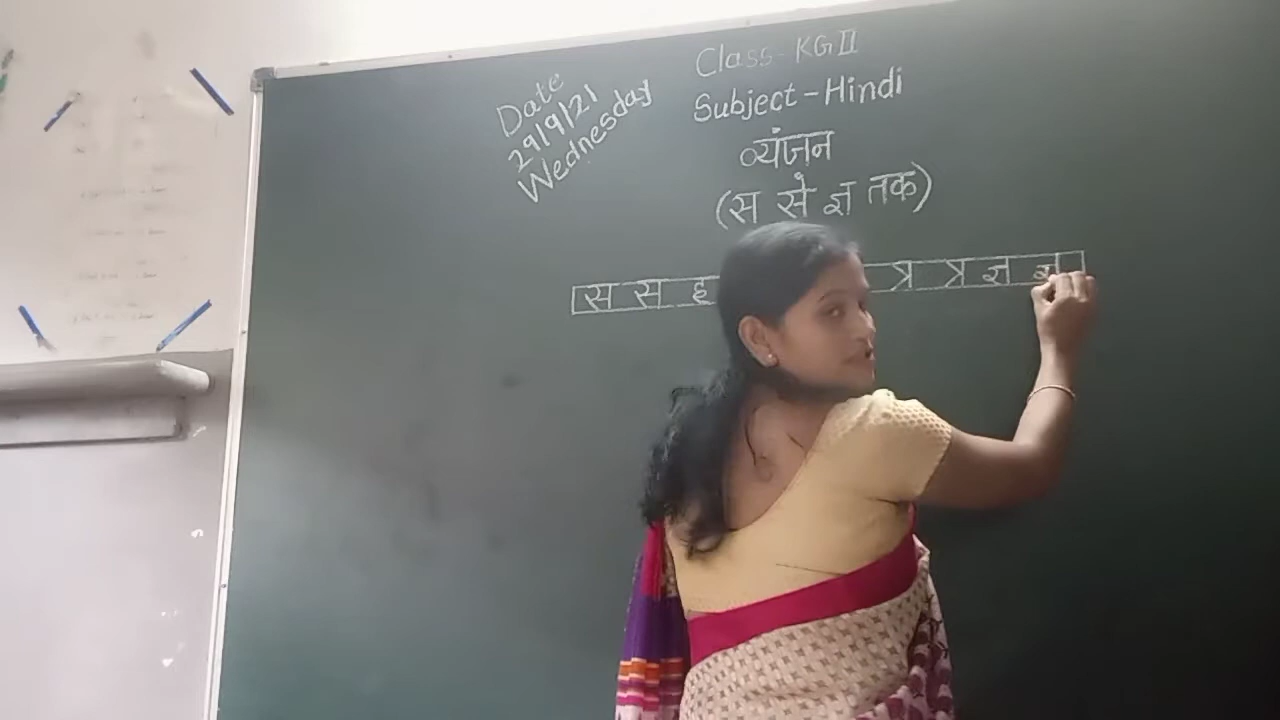 Class - KG II
Date
29/9/21
Wednesday
Subject - Hindi
व्यंजन
(स से ज्ञ तक)
स स ह त्र त्र ज्ञ ज्ञ